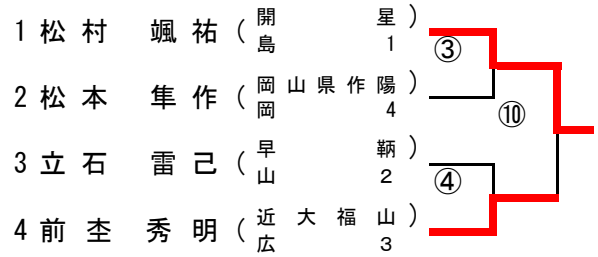 1 松村 颯祐 (開星 島1)
③
2 松本 隼作 (岡山県作陽 岡4)
⑩
3 立石 雷己 (早鞆 山2)
④
4 前杢秀明 (近大福山 広3)